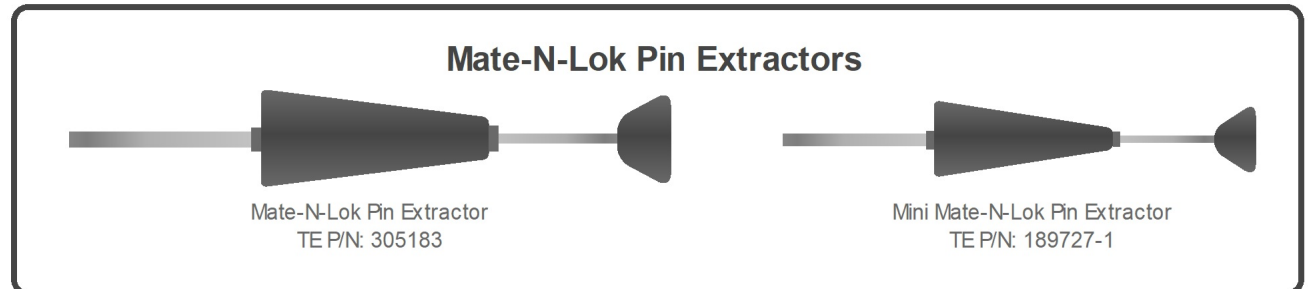 Mate-N-Lok Pin Extractors
Mate-N-Lok Pin Extractor
TE P/N: 305183
Mini Mate-N-Lok Pin Extractor
TE P/N: 189727-1